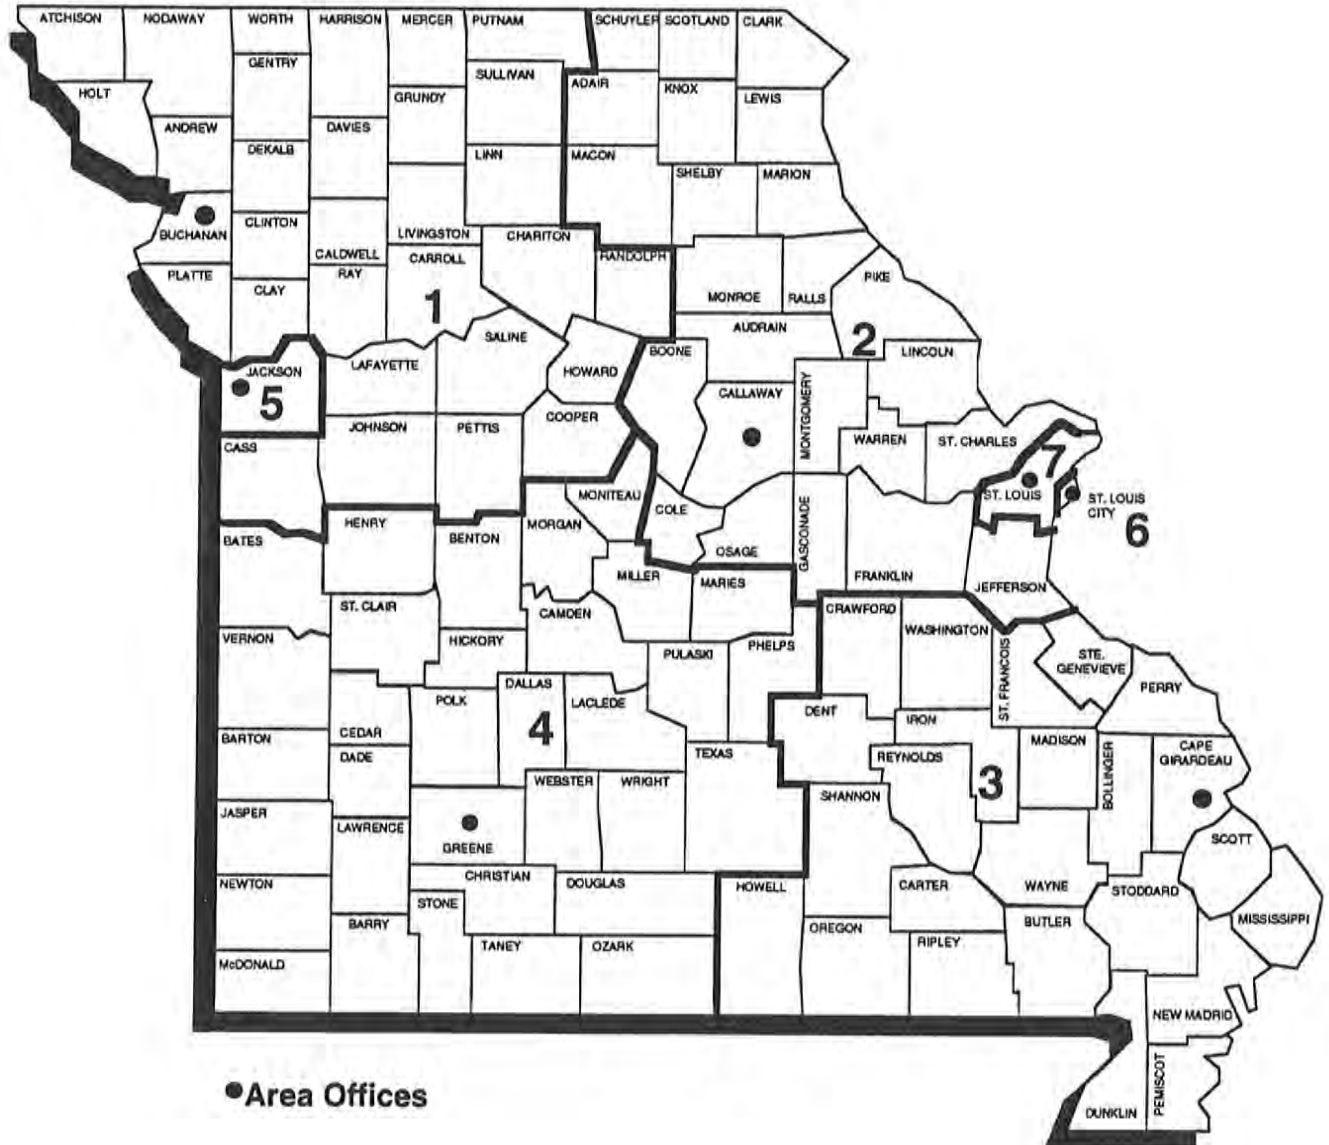 ATCHISON
NODAWAY
WORTH
HARRISON
MERCER
PUTNAM
SCHUYLER
SCOTLAND
CLARK
GENTRY
SULLIVAN
ADAIR
KNOX
HOLT
GRUNDY
LEWIS
ANDREW
DAVIES
DEKALB
LINN
MACON
SHELBY
MARION
BUCHANAN
CLINTON
LIVINGSTON
CHARITON
CALDWELL
CARROLL
RANDOLPH
PLATTE
RAY
PIKE
CLAY
MONROE
RALLS
1
AUDRAIN
SALINE
2
BOONE
LINCOLN
LAFAYETTE
JACKSON
HOWARD
5
CALLAWAY
MONTGOMERY
COOPER
JOHNSON
PETTIS
WARREN
ST. CHARLES
CASS
7
MONITEAU
ST. LOUIS
ST. LOUIS
CITY
6
COLE
HENRY
MORGAN
GASCONADE
BATES
BENTON
OSAGE
MILLER
MARIES
FRANKLIN
JEFFERSON
ST. CLAIR
CAMDEN
CRAWFORD
WASHINGTON
VERNON
HICKORY
PULASKI
PHELPS
ST. FRANCOIS
STE.
GENEVIEVE
DALLAS
PERRY
POLK
LACLEDE
DENT
IRON
CEDAR
4
BARTON
MADISON
DADE
TEXAS
REYNOLDS
BOLLINGER
CAPE
GIRARDEAU
WEBSTER
WRIGHT
3
SHANNON
JASPER
LAWRENCE
SCOTT
GREENE
CHRISTIAN
NEWTON
DOUGLAS
HOWELL
CARTER
WAYNE
STODDARD
STONE
BARRY
OREGON
BUTLER
MISSISSIPPI
TANEY
OZARK
RIPLEY
McDONALD
NEW MADRID
PEMISCOT
Area Offices
DUNKLIN